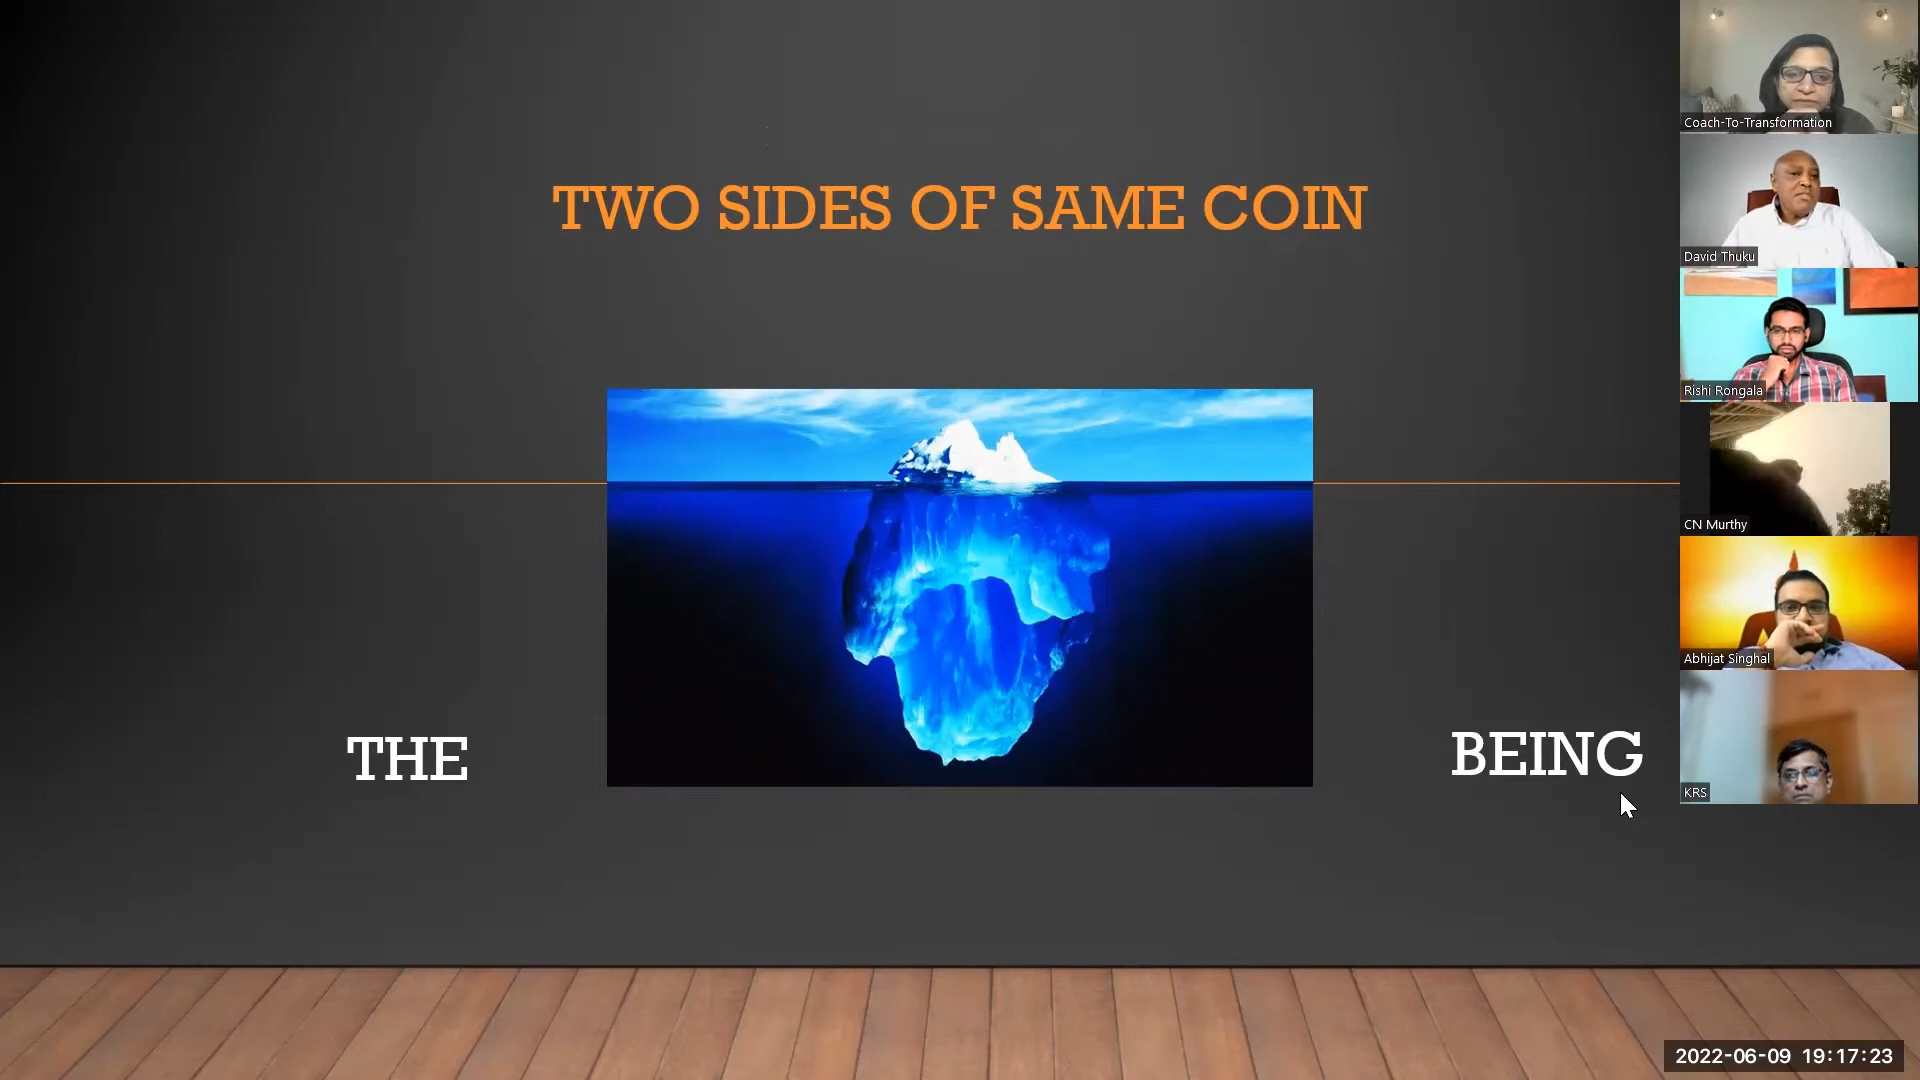 TWO SIDES OF SAME COIN
THE
BEING
Coach-To-Transformation
David Thuku
Rishi Rongala
CN Murthy
Abhijat Singhal
KRS
2022-06-09 19:17:23